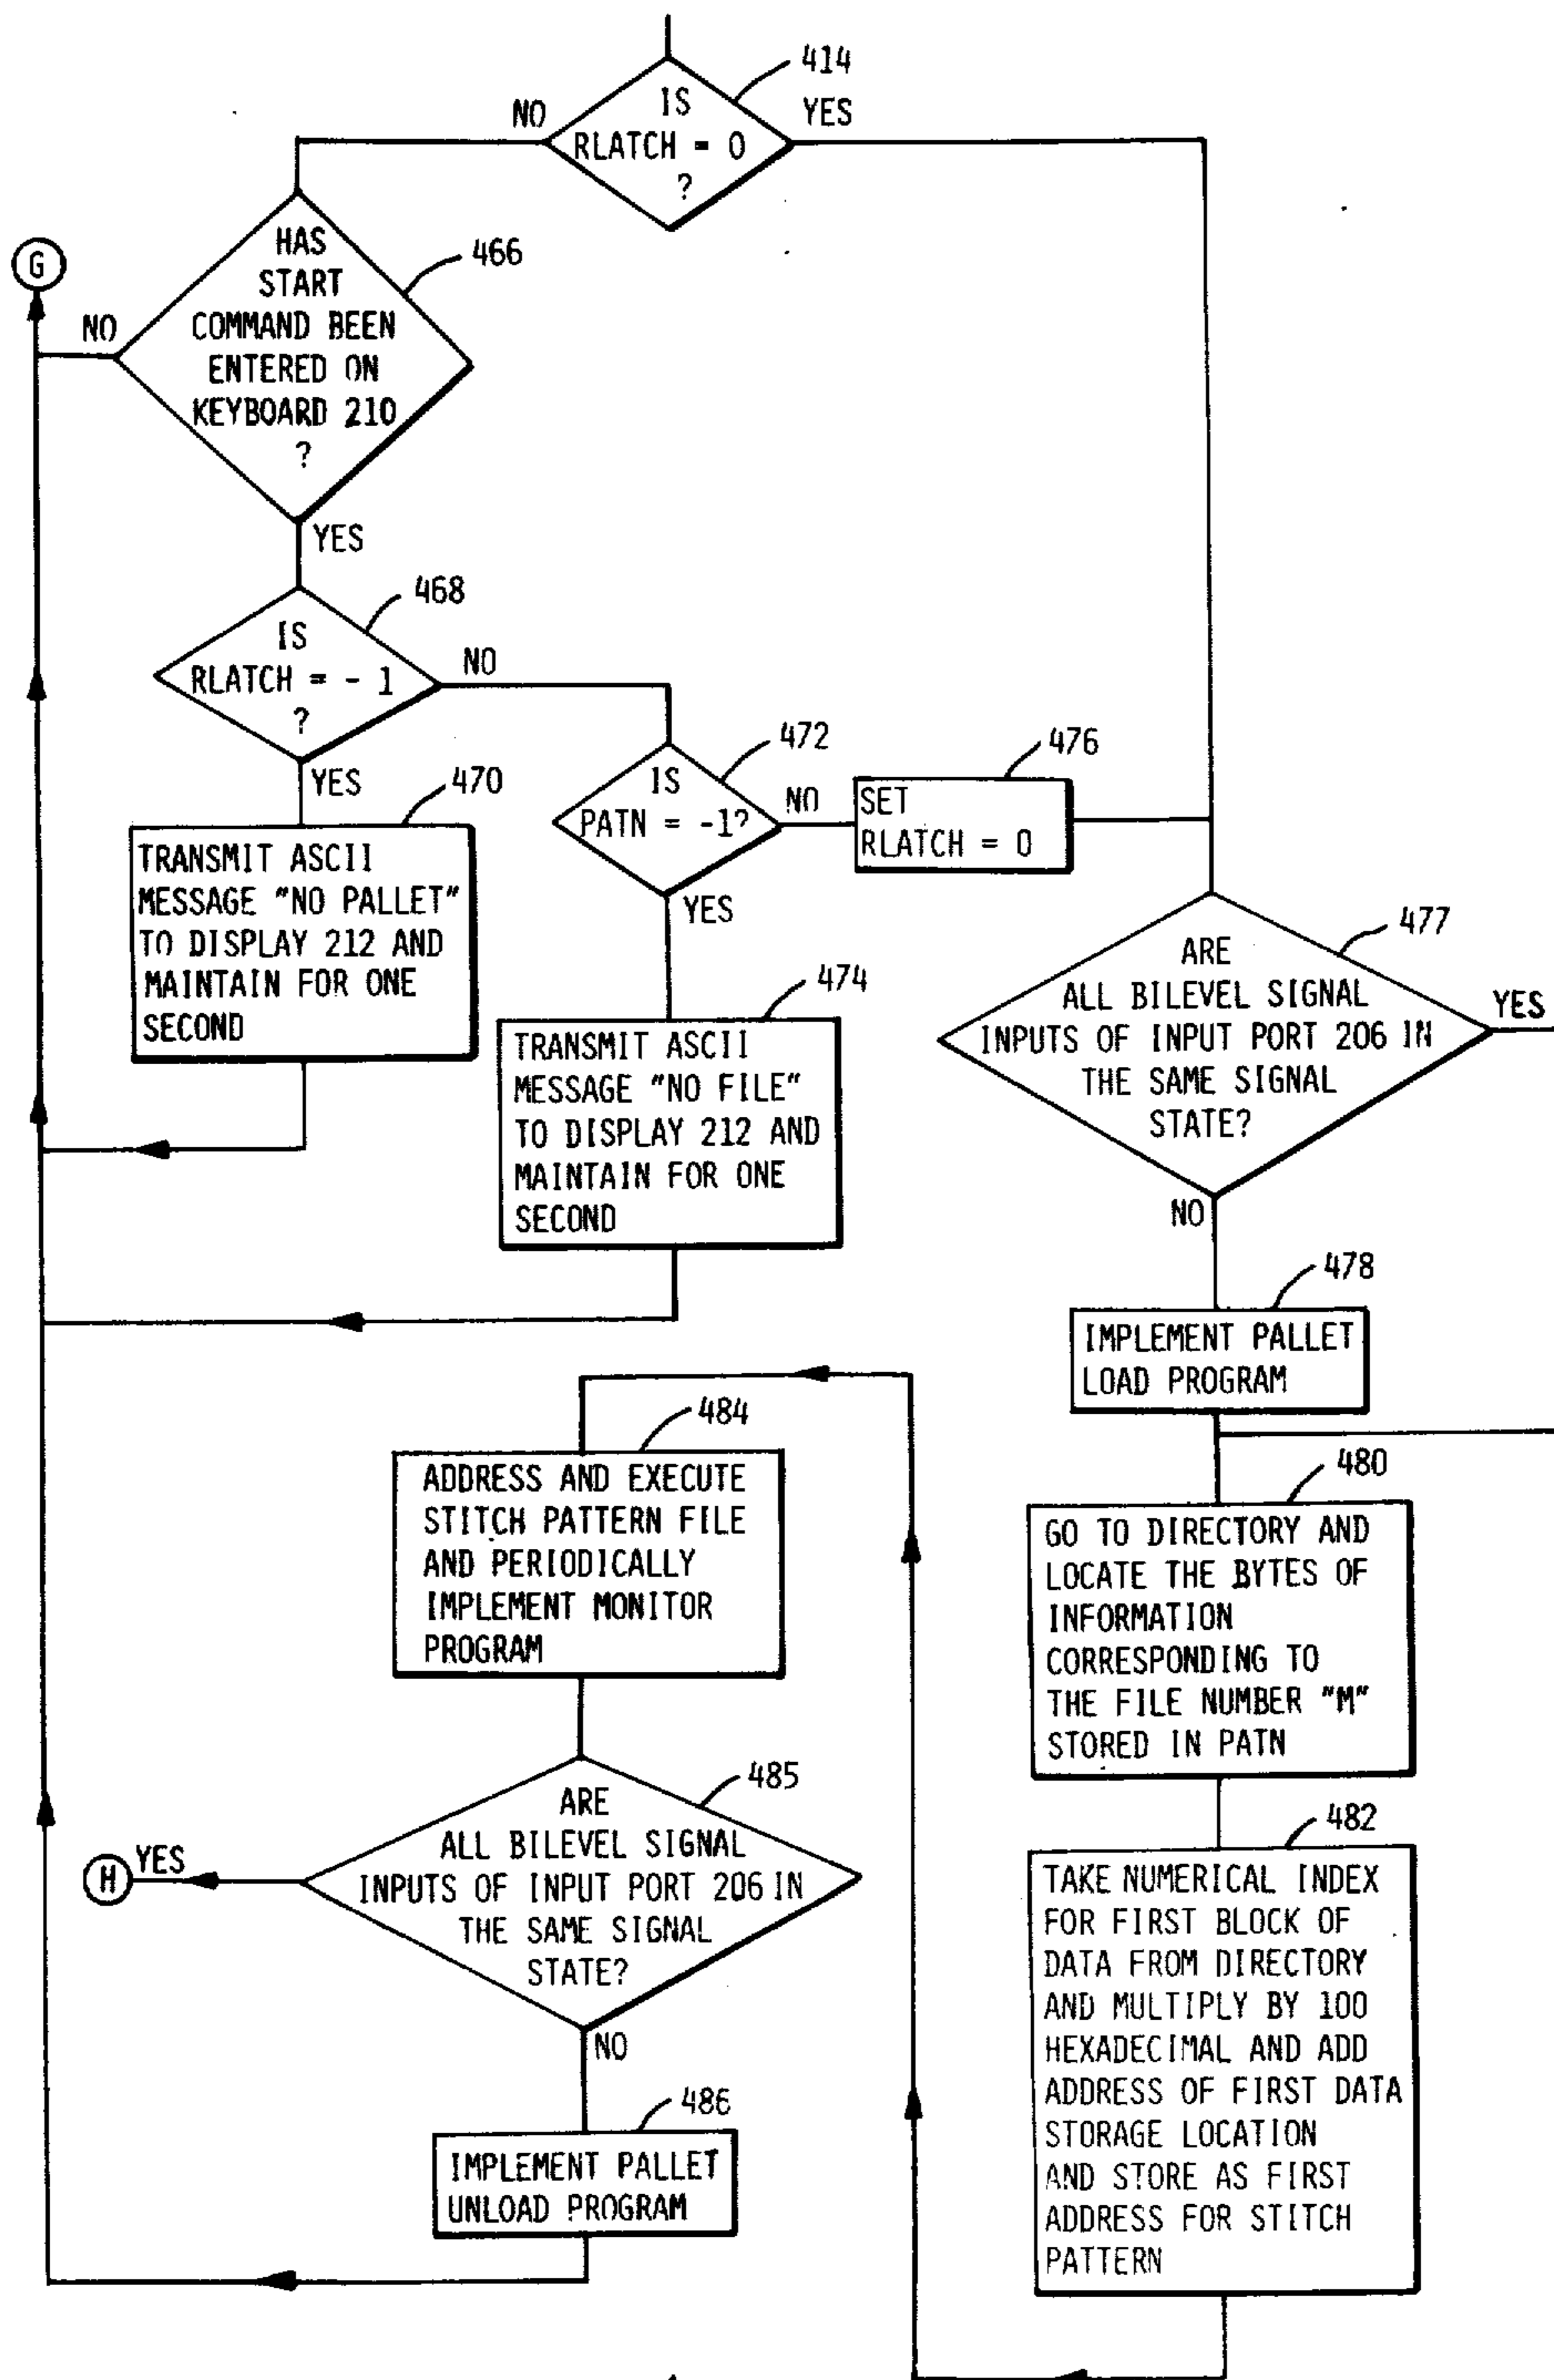 414
IS
RLATCH = 0
?
NO
YES
G
HAS
START
COMMAND BEEN
ENTERED ON
KEYBOARD 210
?
466
NO
YES
468
IS
RLATCH = - 1
?
NO
YES
470
TRANSMIT ASCII
MESSAGE "NO PALLET"
TO DISPLAY 212 AND
MAINTAIN FOR ONE
SECOND
472
IS
PATN = -1?
NO
YES
476
SET
RLATCH = 0
474
TRANSMIT ASCII
MESSAGE "NO FILE"
TO DISPLAY 212 AND
MAINTAIN FOR ONE
SECOND
477
ARE
ALL BILEVEL SIGNAL
INPUTS OF INPUT PORT 206 IN
THE SAME SIGNAL
STATE?
YES
NO
478
IMPLEMENT PALLET
LOAD PROGRAM
480
GO TO DIRECTORY AND
LOCATE THE BYTES OF
INFORMATION
CORRESPONDING TO
THE FILE NUMBER "M"
STORED IN PATN
482
TAKE NUMERICAL INDEX
FOR FIRST BLOCK OF
DATA FROM DIRECTORY
AND MULTIPLY BY 100
HEXADECIMAL AND ADD
ADDRESS OF FIRST DATA
STORAGE LOCATION
AND STORE AS FIRST
ADDRESS FOR STITCH
PATTERN
484
ADDRESS AND EXECUTE
STITCH PATTERN FILE
AND PERIODICALLY
IMPLEMENT MONITOR
PROGRAM
485
ARE
ALL BILEVEL SIGNAL
INPUTS OF INPUT PORT 206 IN
THE SAME SIGNAL
STATE?
H
YES
NO
486
IMPLEMENT PALLET
UNLOAD PROGRAM